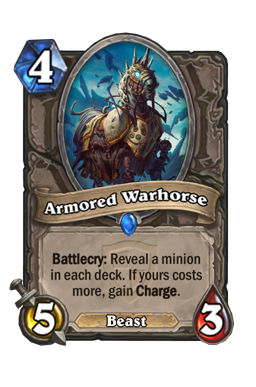 4
Armored Warhorse
Battlecry: Reveal a minion
in each deck. If yours costs
more, gain Charge.
5
Beast
3